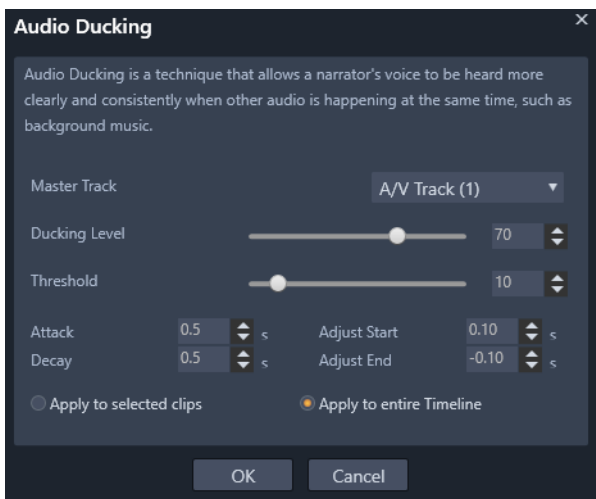 Audio Ducking
Audio Ducking is a technique that allows a narrator's voice to be heard more
clearly and consistently when other audio is happening at the same time, such as
background music.
Master Track A/V Track (1)
Ducking Level 70
Threshold 10
Attack 0.5 s Adjust Start 0.10 s
Decay 0.5 s Adjust End -0.10 s
Apply to selected clips Apply to entire Timeline
OK Cancel